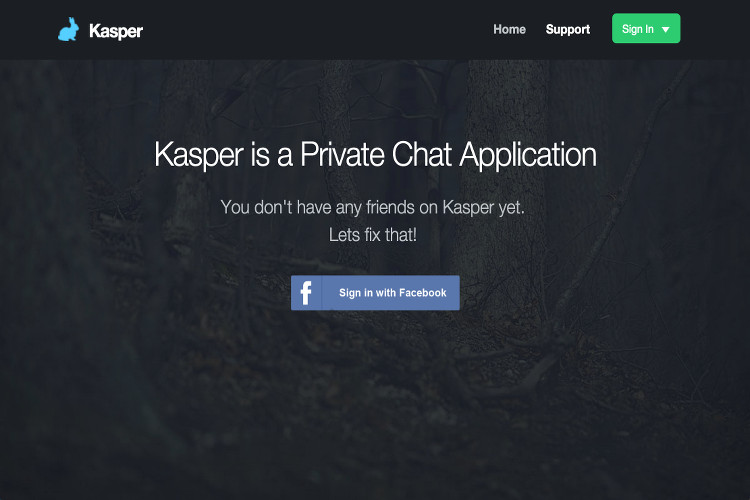 Kasper
Home Support Sign In
Kasper is a Private Chat Application
You don't have any friends on Kasper yet.
Lets fix that!
f Sign in with Facebook